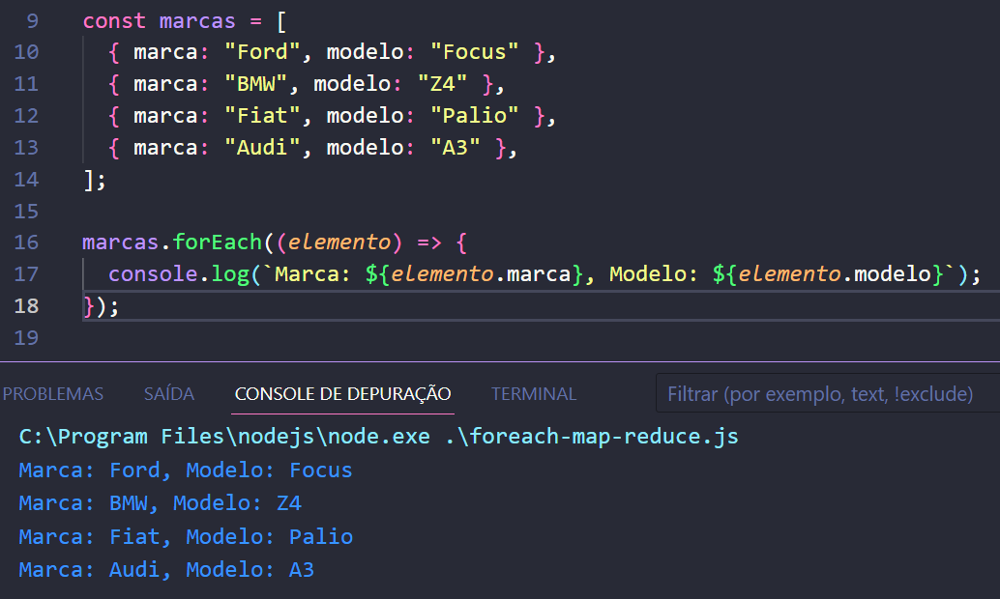 9 const marcas = [
10 { marca: "Ford", modelo: "Focus" },
11 { marca: "BMW", modelo: "Z4" },
12 { marca: "Fiat", modelo: "Palio" },
13 { marca: "Audi", modelo: "A3" },
14 ];
15
16 marcas.forEach((elemento) => {
17 console.log(`Marca: ${elemento.marca}, Modelo: ${elemento.modelo}`);
18 });
19
PROBLEMAS SAÍDA CONSOLE DE DEPURAÇÃO TERMINAL Filtrar (por exemplo, text, !exclude)
C:\Program Files\nodejs\node.exe .\foreach-map-reduce.js
Marca: Ford, Modelo: Focus
Marca: BMW, Modelo: Z4
Marca: Fiat, Modelo: Palio
Marca: Audi, Modelo: A3